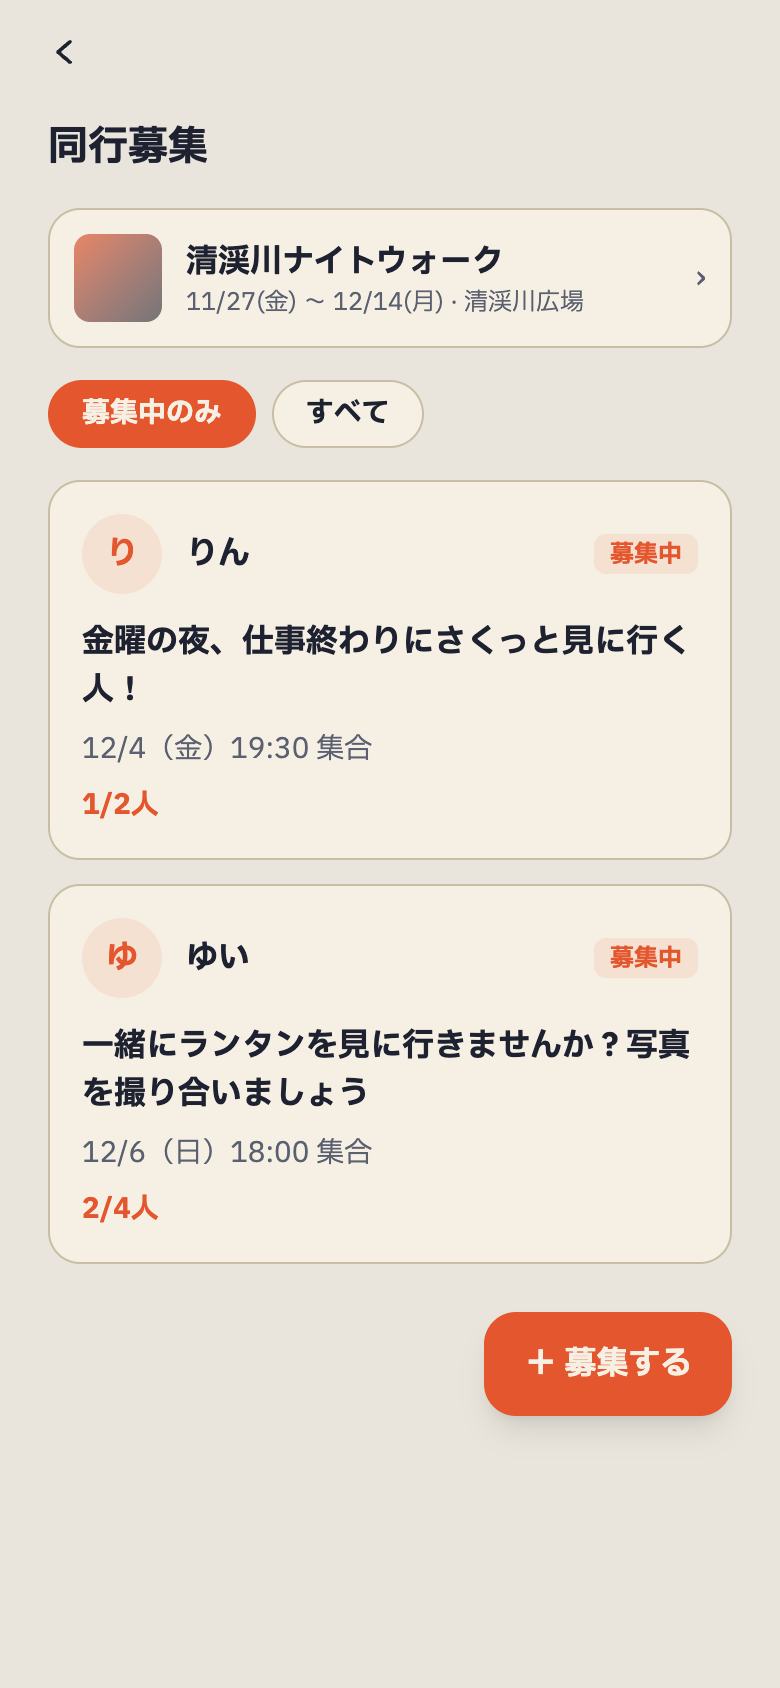 同行募集
清渓川ナイトウォーク
11/27(金) 〜 12/14(月) · 清渓川広場
募集中のみ
すべて
り りん 募集中
金曜の夜、仕事終わりにさくっと見に行く
人！
12/4（金）19:30 集合
1/2人
ゆ ゆい 募集中
一緒にランタンを見に行きませんか？写真
を撮り合いましょう
12/6（日）18:00 集合
2/4人
＋ 募集する